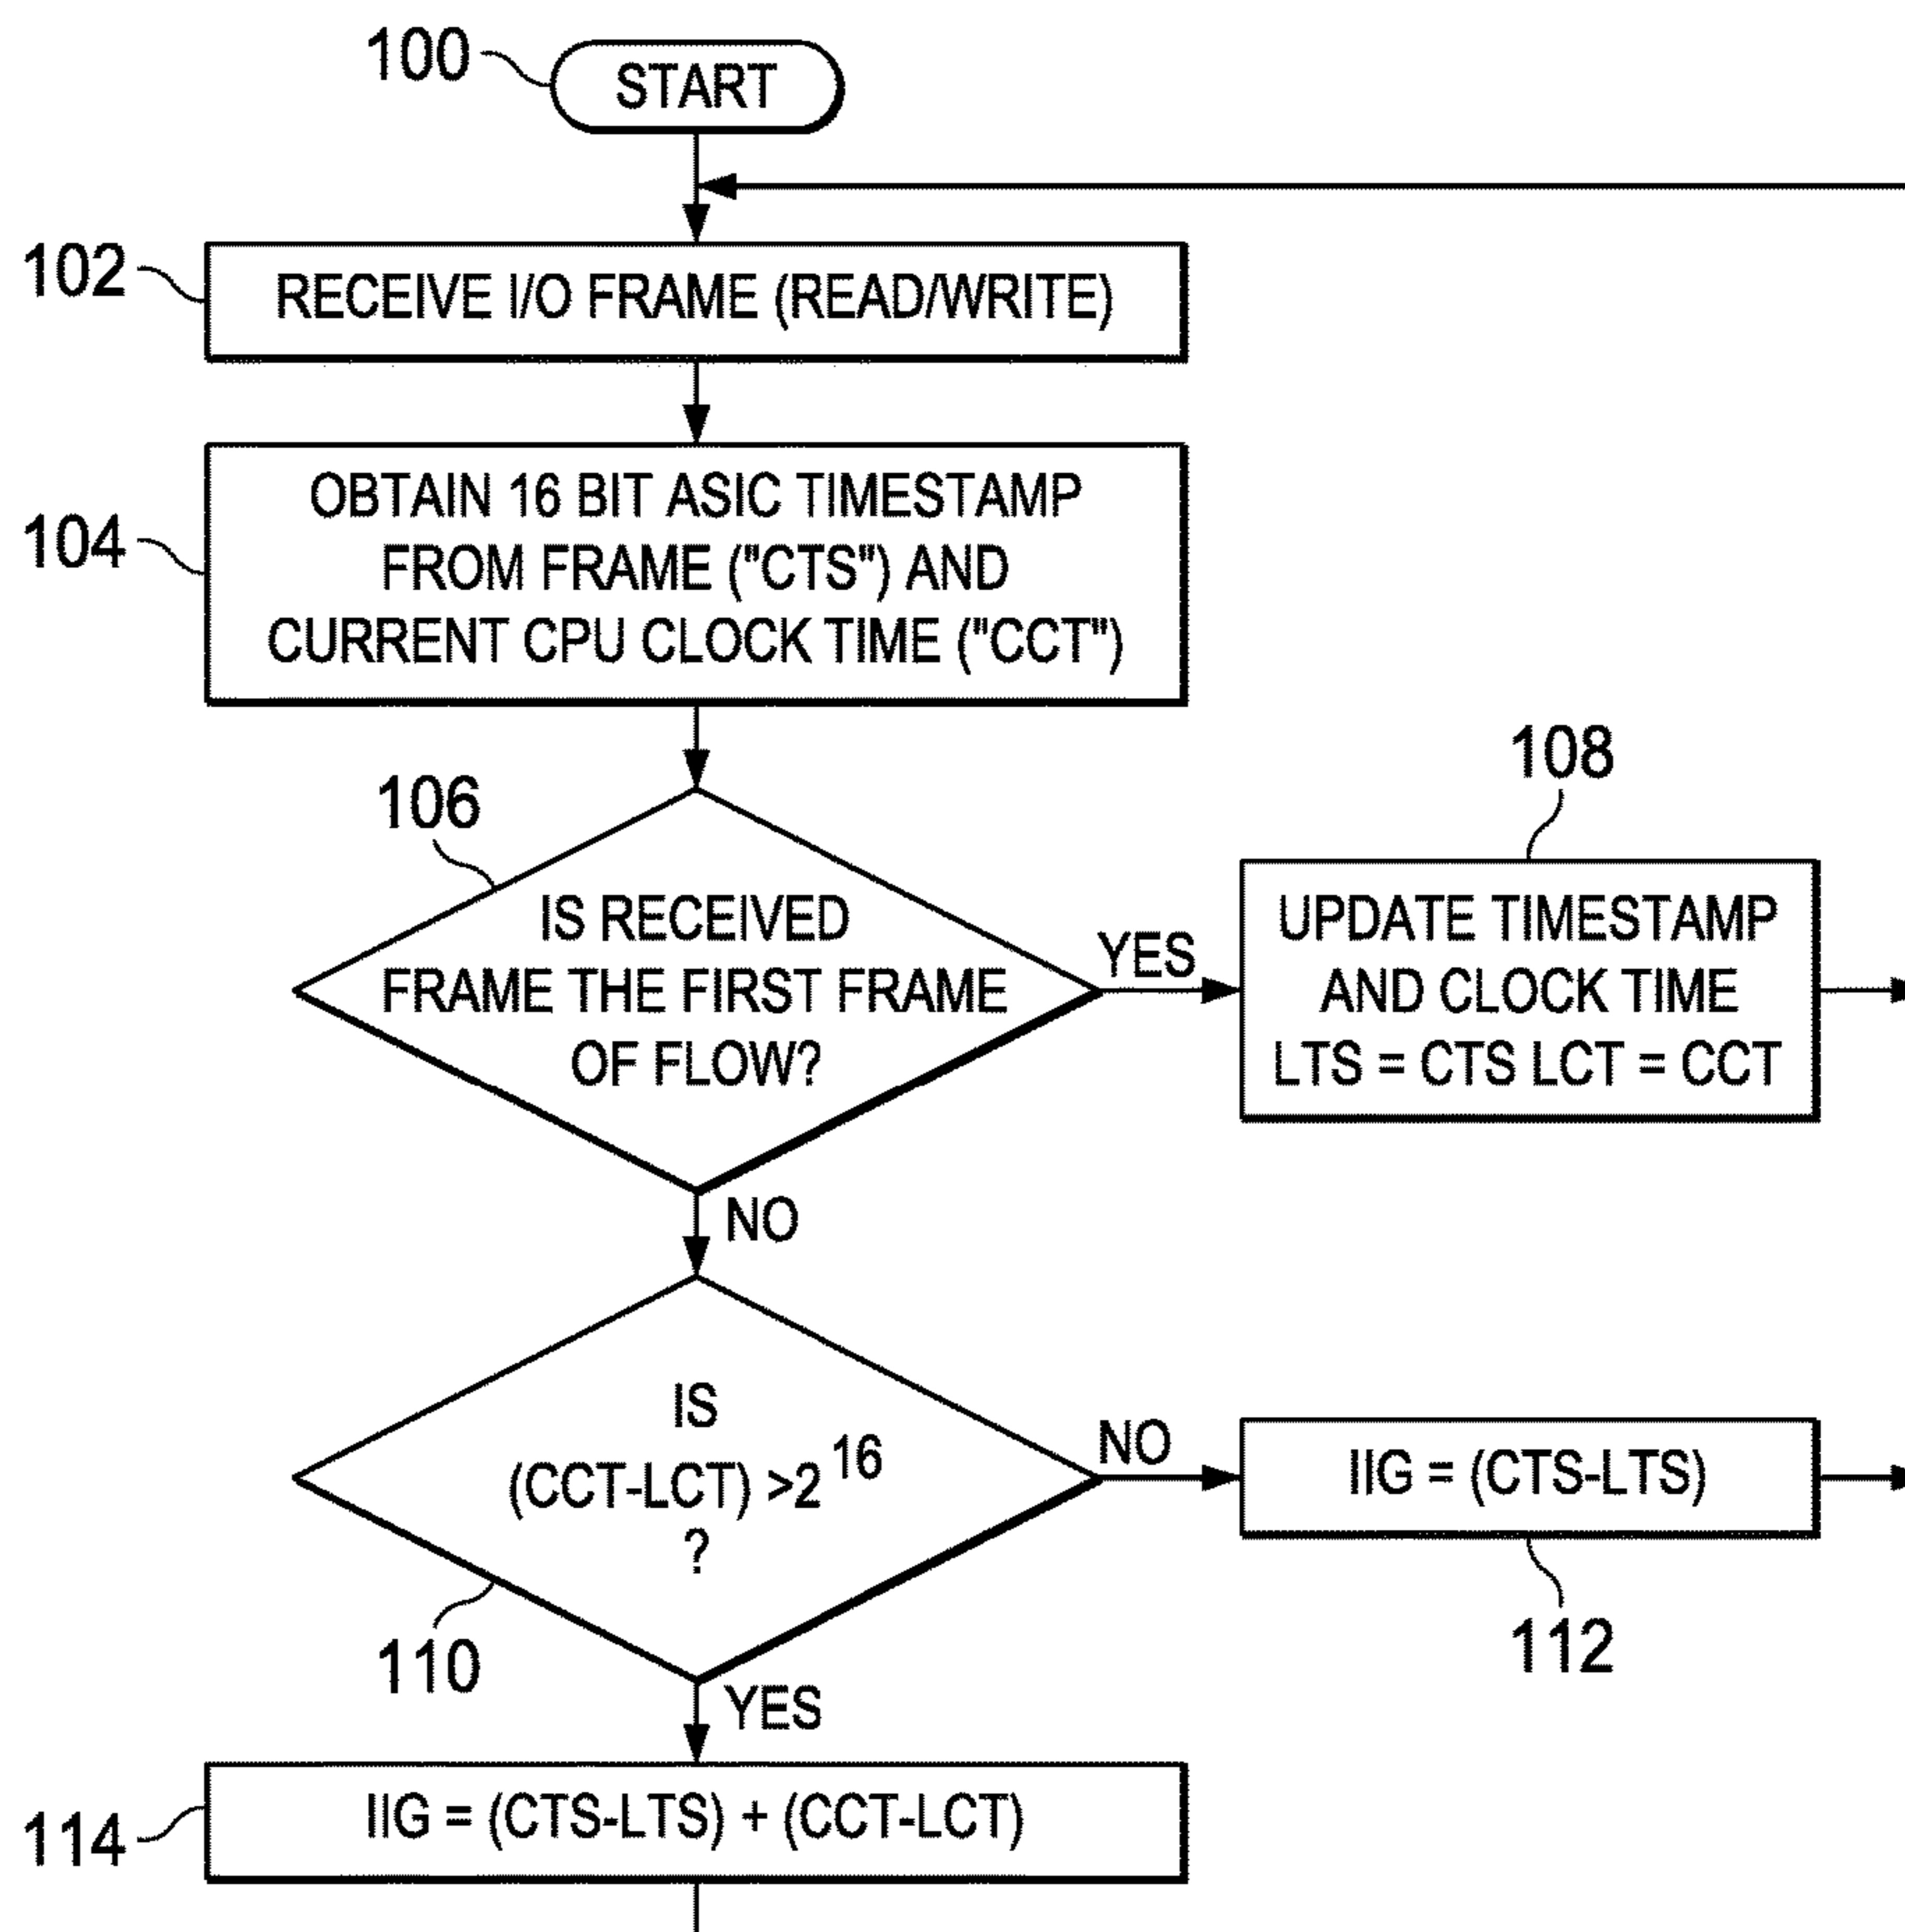 100
START
102
RECEIVE I/O FRAME (READ/WRITE)
104
OBTAIN 16 BIT ASIC TIMESTAMP
FROM FRAME ("CTS") AND
CURRENT CPU CLOCK TIME ("CCT")
106
IS RECEIVED
FRAME THE FIRST FRAME
OF FLOW?
YES
108
UPDATE TIMESTAMP
AND CLOCK TIME
LTS = CTS LCT = CCT
NO
IS
(CCT-LCT) >2^16
?
110
NO
IIG = (CTS-LTS)
112
YES
114
IIG = (CTS-LTS) + (CCT-LCT)